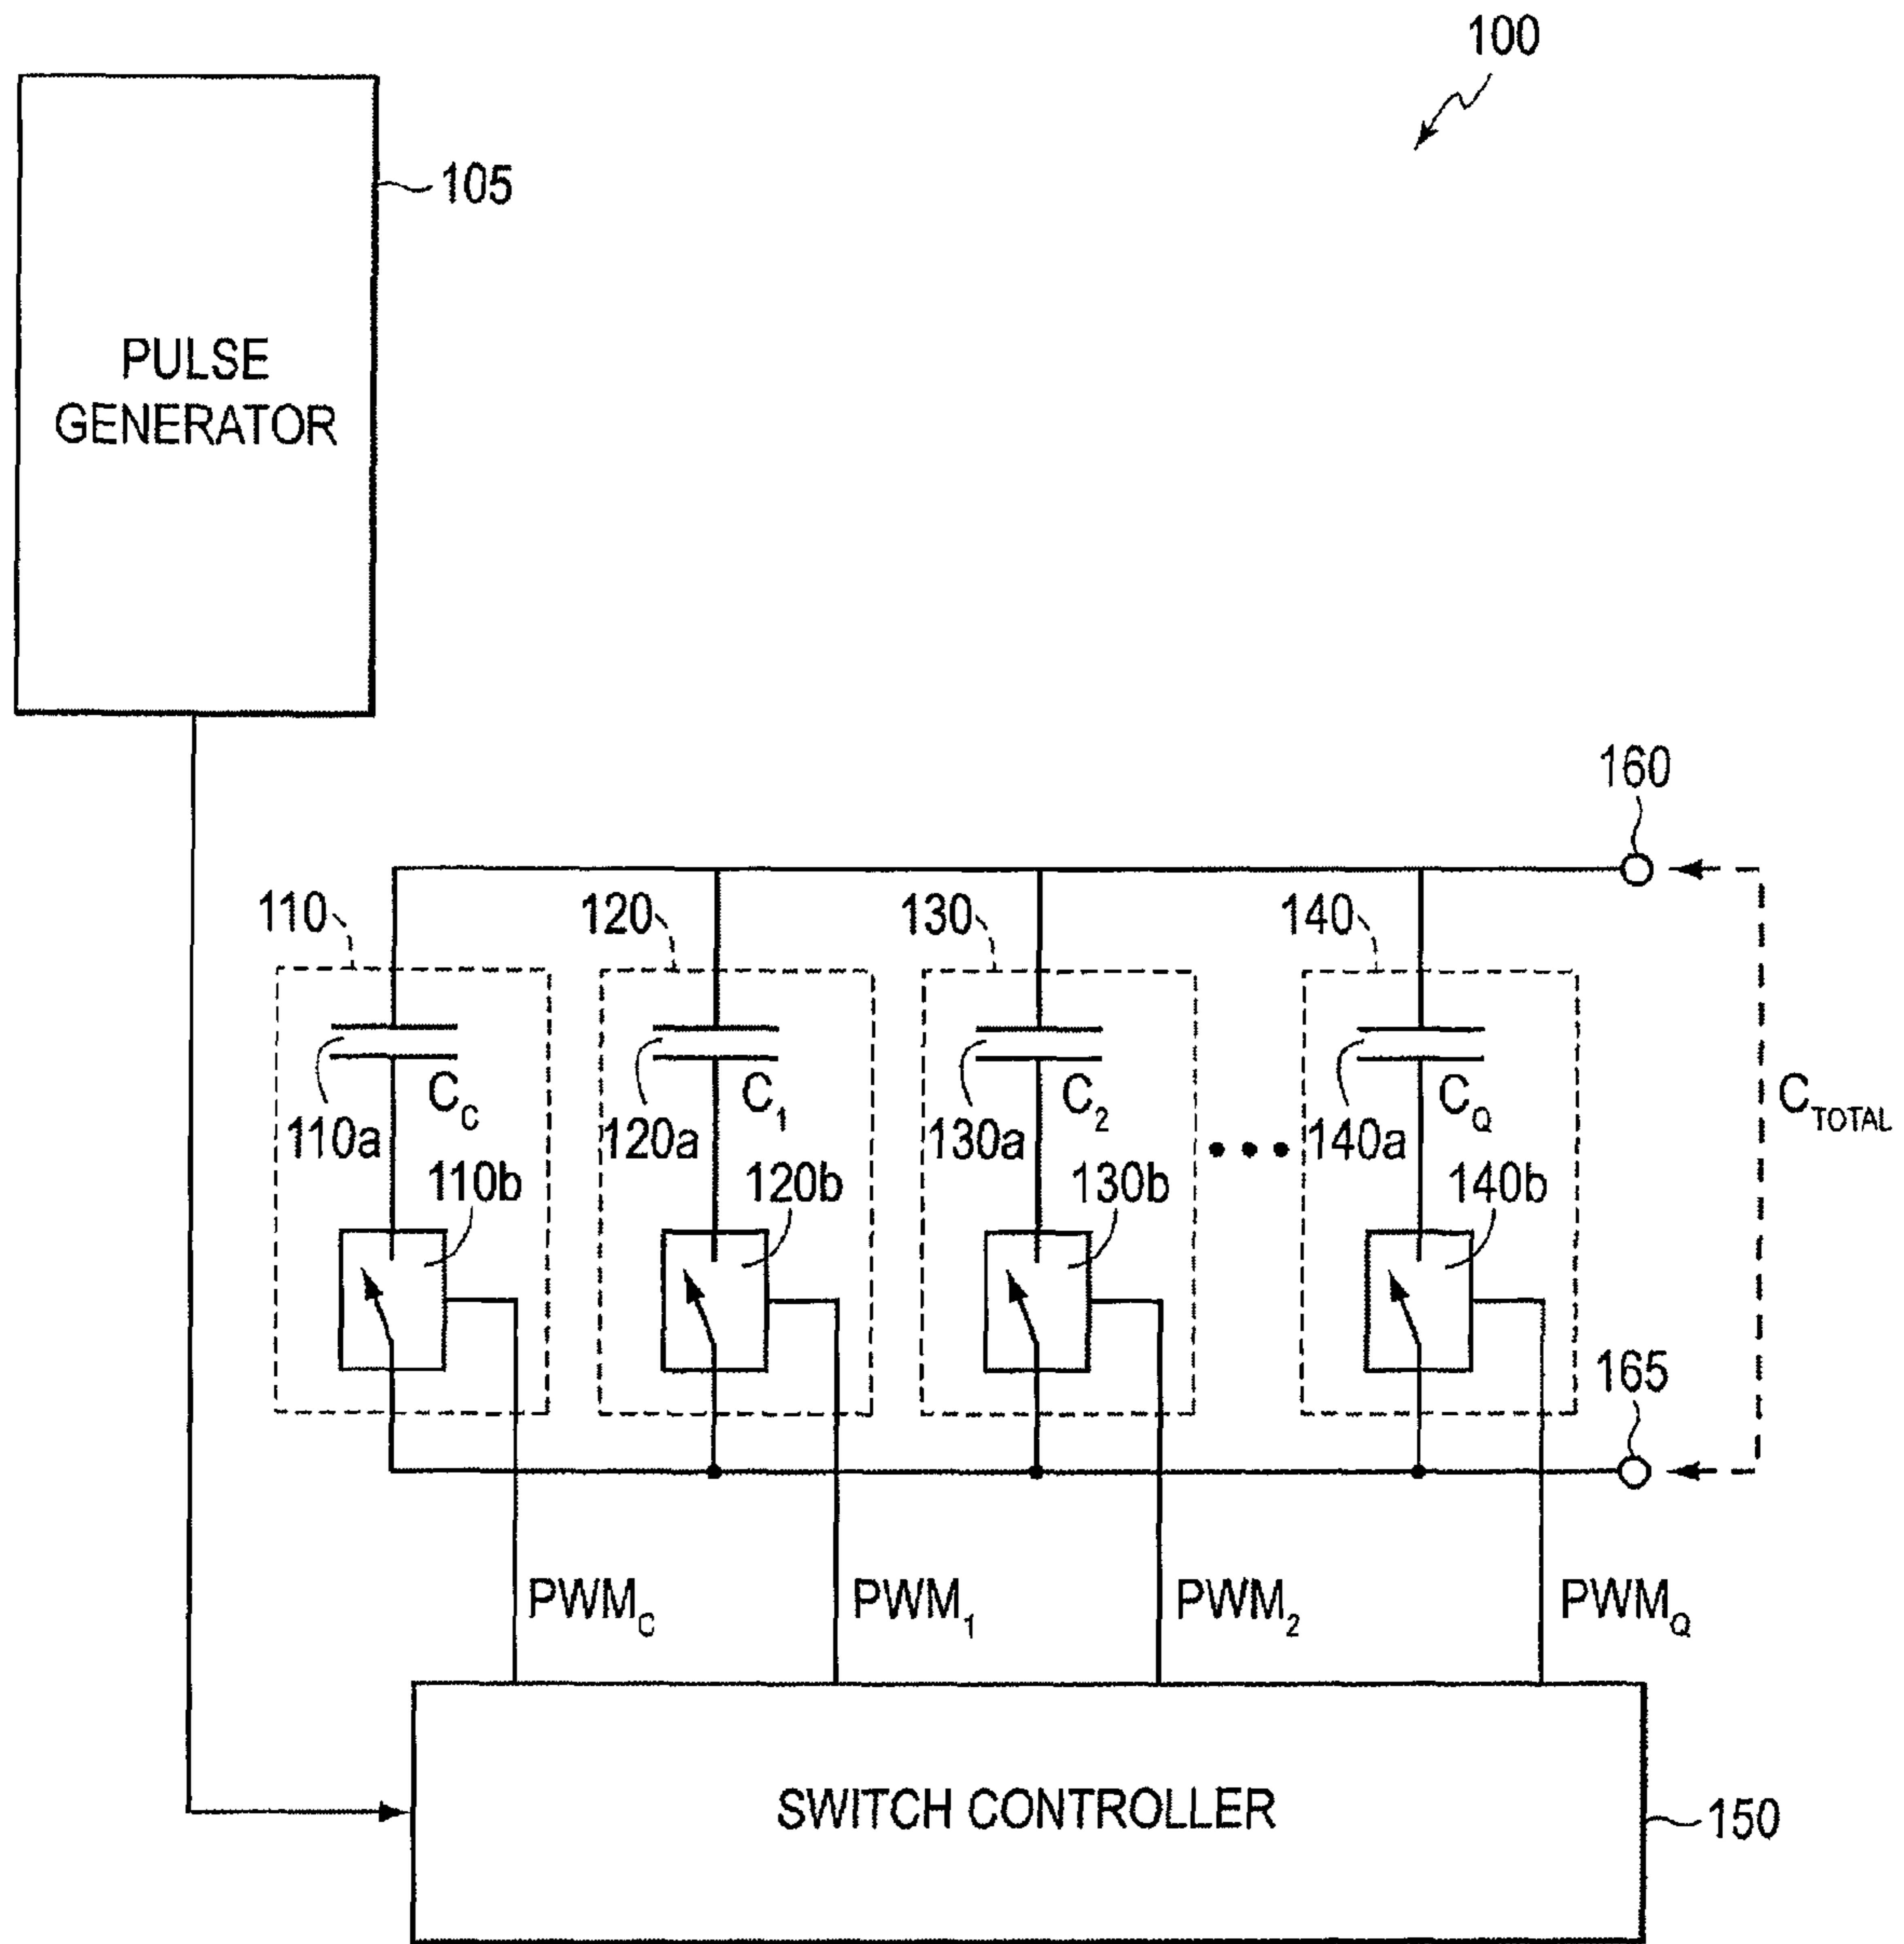 100
105
PULSE
GENERATOR
160
110 120 130 140
C_C C_1 C_2 C_Q C_TOTAL
110a 120a 130a 140a
110b 120b 130b 140b
165
PWM_C PWM_1 PWM_2 PWM_Q
SWITCH CONTROLLER
150